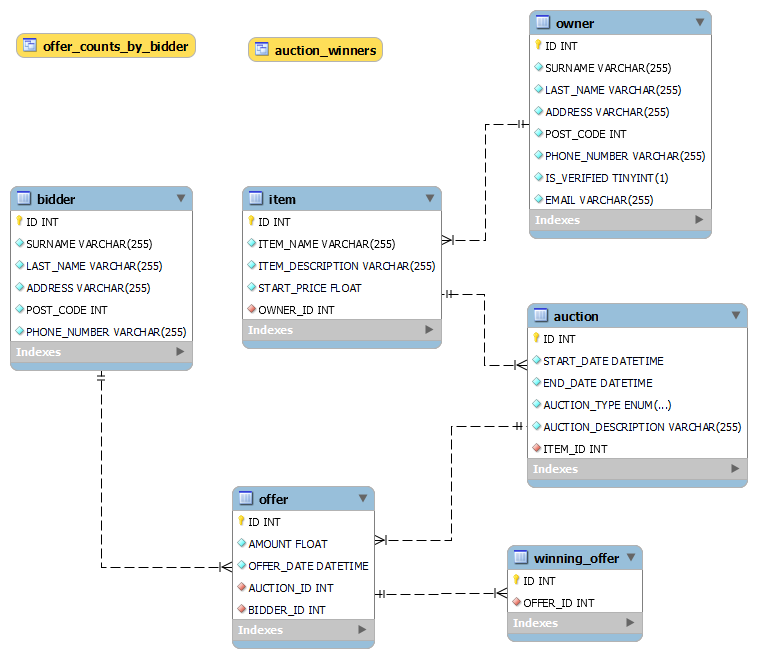 offer_counts_by_bidder
auction_winners
owner
ID INT
SURNAME VARCHAR(255)
LAST_NAME VARCHAR(255)
ADDRESS VARCHAR(255)
POST_CODE INT
PHONE_NUMBER VARCHAR(255)
IS_VERIFIED TINYINT(1)
EMAIL VARCHAR(255)
Indexes
bidder
ID INT
SURNAME VARCHAR(255)
LAST_NAME VARCHAR(255)
ADDRESS VARCHAR(255)
POST_CODE INT
PHONE_NUMBER VARCHAR(255)
Indexes
item
ID INT
ITEM_NAME VARCHAR(255)
ITEM_DESCRIPTION VARCHAR(255)
START_PRICE FLOAT
OWNER_ID INT
Indexes
auction
ID INT
START_DATE DATETIME
END_DATE DATETIME
AUCTION_TYPE ENUM(...)
AUCTION_DESCRIPTION VARCHAR(255)
ITEM_ID INT
Indexes
offer
ID INT
AMOUNT FLOAT
OFFER_DATE DATETIME
AUCTION_ID INT
BIDDER_ID INT
Indexes
winning_offer
ID INT
OFFER_ID INT
Indexes